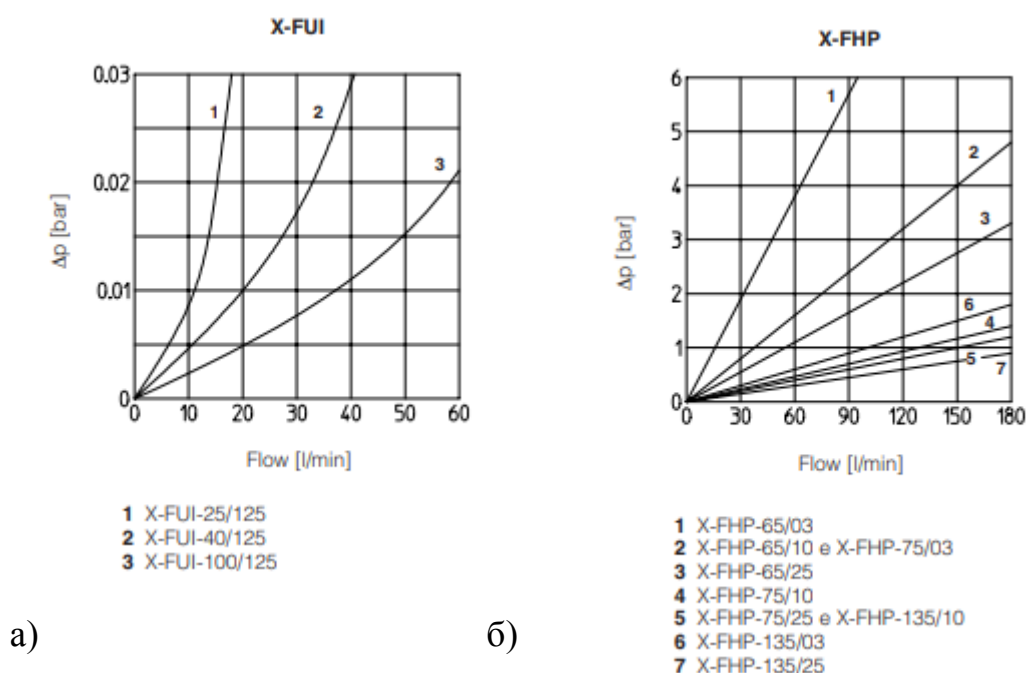 X-FUI
0.03
0.02
0.01
0
Δp [bar]
1
2
3
0 10 20 30 40 50 60
Flow [l/min]
1 X-FUI-25/125
2 X-FUI-40/125
3 X-FUI-100/125
а)
X-FHP
6
5
4
3
2
1
0
Δp [bar]
1
2
3
6
4
5
7
0 30 60 90 120 150 180
Flow [l/min]
1 X-FHP-65/03
2 X-FHP-65/10 e X-FHP-75/03
3 X-FHP-65/25
4 X-FHP-75/10
5 X-FHP-75/25 e X-FHP-135/10
6 X-FHP-135/03
7 X-FHP-135/25
б)